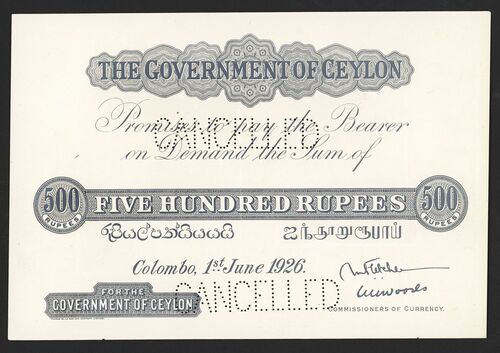 THE GOVERNMENT OF CEYLON
Promises to pay the Bearer
CANCELLED
on Demand the Sum of
500 RUPEES
FIVE HUNDRED RUPEES
500 RUPEES
රුපියල්පන්සියයයි
ஐந்நூறுரூபாய்
Colombo, 1st. June 1926.
FOR THE
GOVERNMENT OF CEYLON
CANCELLED
COMMISSIONERS OF CURRENCY.